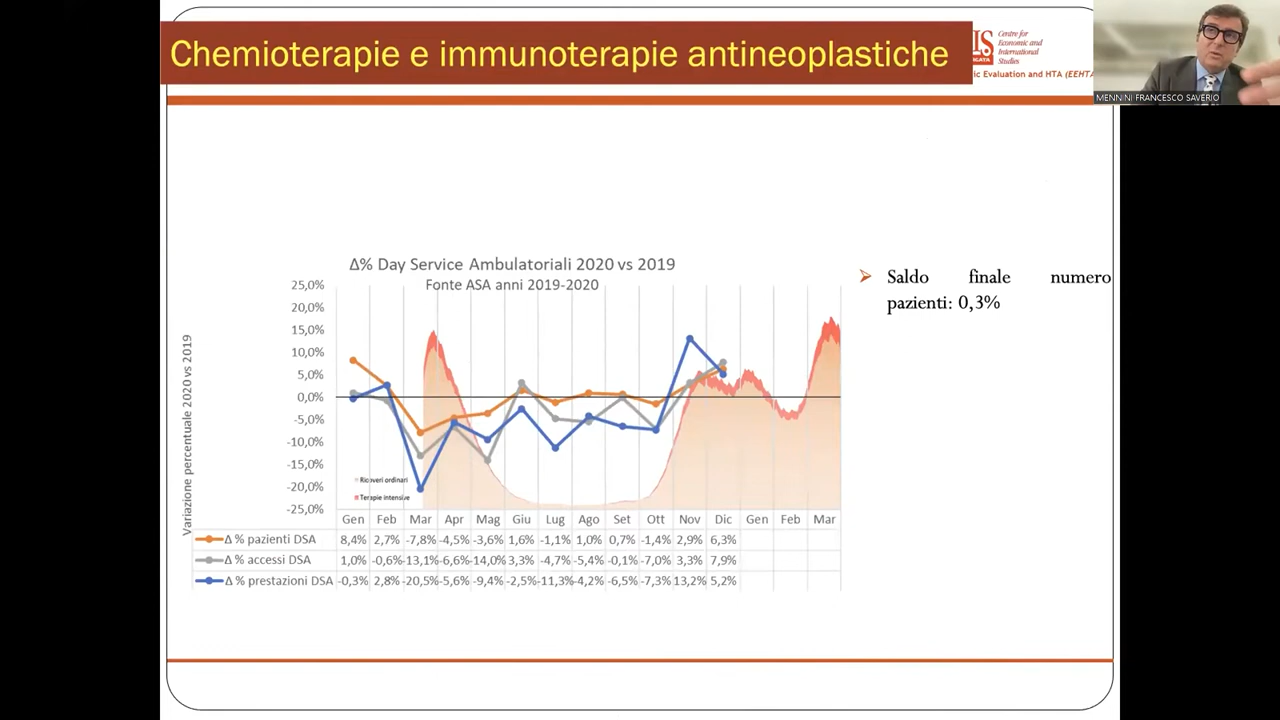 Chemioterapie e immunoterapie antineoplastiche
IS
Centre for
Economic and
International
Studies
GATA
ic Evaluation and HTA (EEHTA
MENNINI FRANCESCO SAVERIO
Δ% Day Service Ambulatoriali 2020 vs 2019
Fonte ASA anni 2019-2020
Variazione percentuale 2020 vs 2019
25,0%
20,0%
15,0%
10,0%
5,0%
0,0%
-5,0%
-10,0%
-15,0%
-20,0%
-25,0%
Ricoveri ordinari
Terapie intensive
Gen Feb Mar Apr Mag Giu Lug Ago Set Ott Nov Dic Gen Feb Mar
Δ % pazienti DSA 8,4% 2,7% -7,8% -4,5% -3,6% 1,6% -1,1% 1,0% 0,7% -1,4% 2,9% 6,3%
Δ % accessi DSA 1,0% -0,6% -13,1% -6,6% -14,0% 3,3% -4,7% -5,4% -0,1% -7,0% 3,3% 7,9%
Δ % prestazioni DSA -0,3% 2,8% -20,5% -5,6% -9,4% -2,5% -11,3% -4,2% -6,5% -7,3% 13,2% 5,2%
Saldo finale numero
pazienti: 0,3%